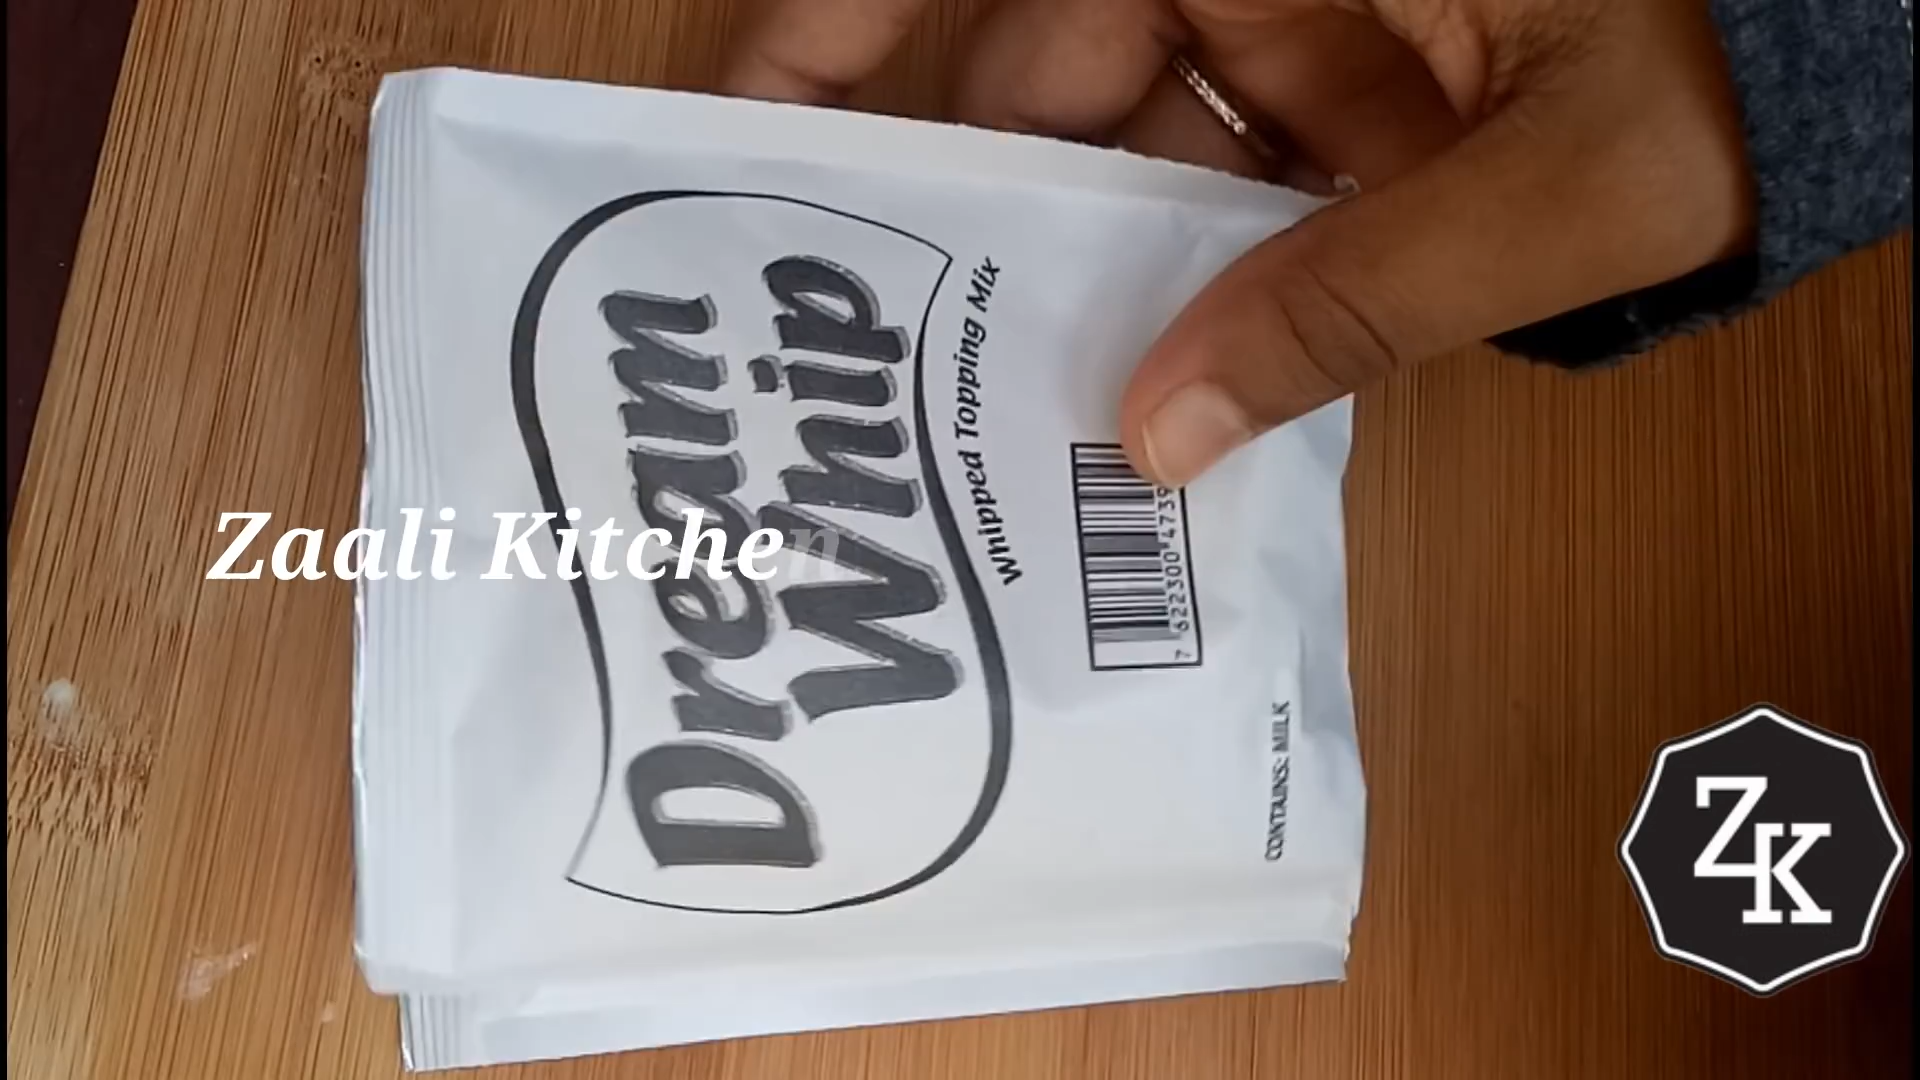 Dream
Whip
Whipped Topping Mix
7 622300 4739
CONTAINS: MILK
Zaali Kitchen
ZK